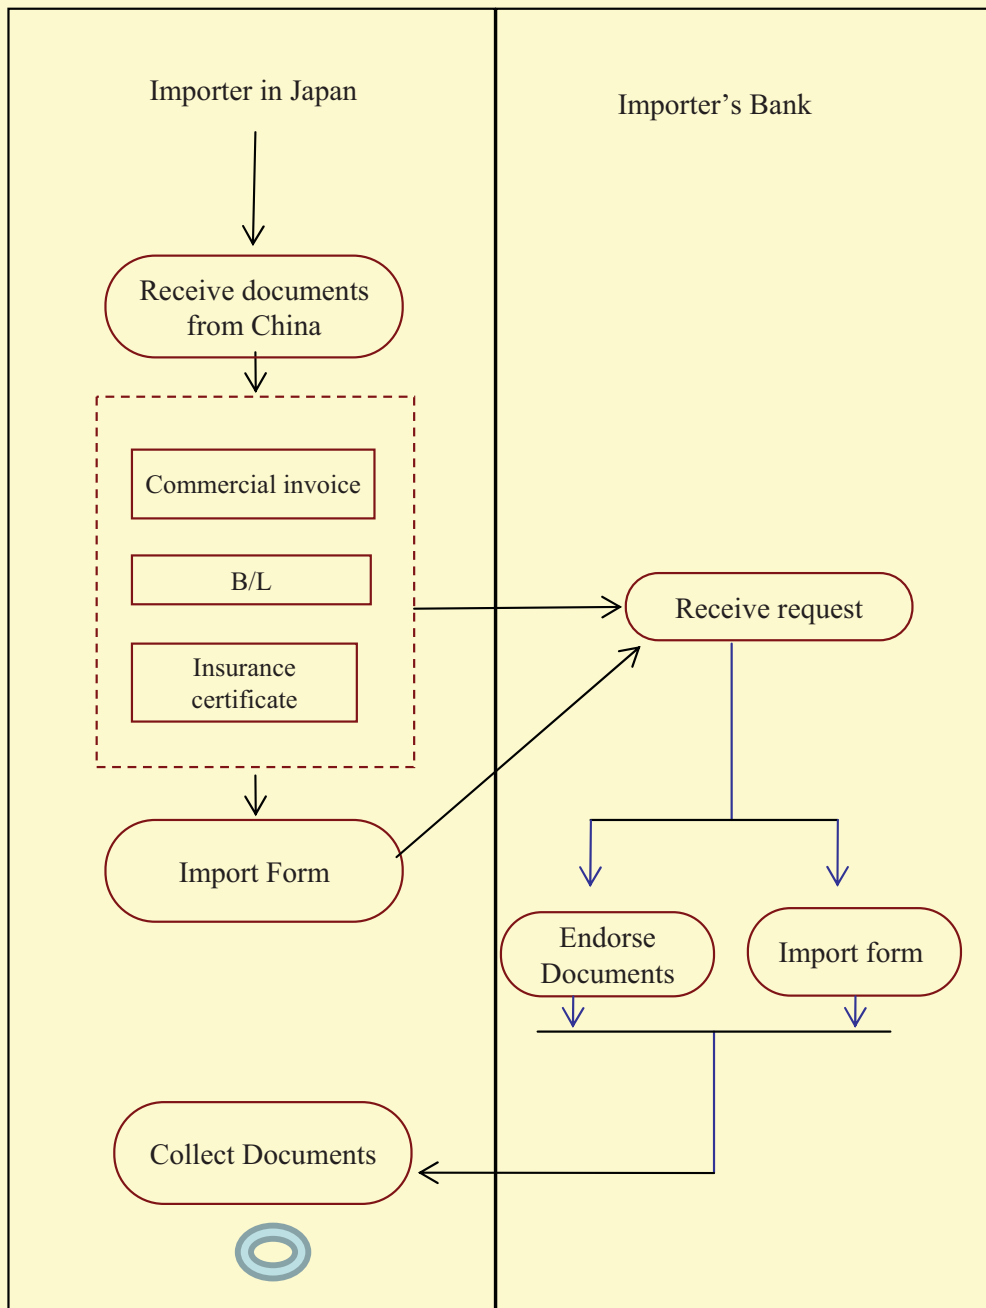 Importer in Japan
Importer’s Bank
Receive documents
from China
Commercial invoice
B/L
Insurance
certificate
Receive request
Import Form
Endorse
Documents
Import form
Collect Documents